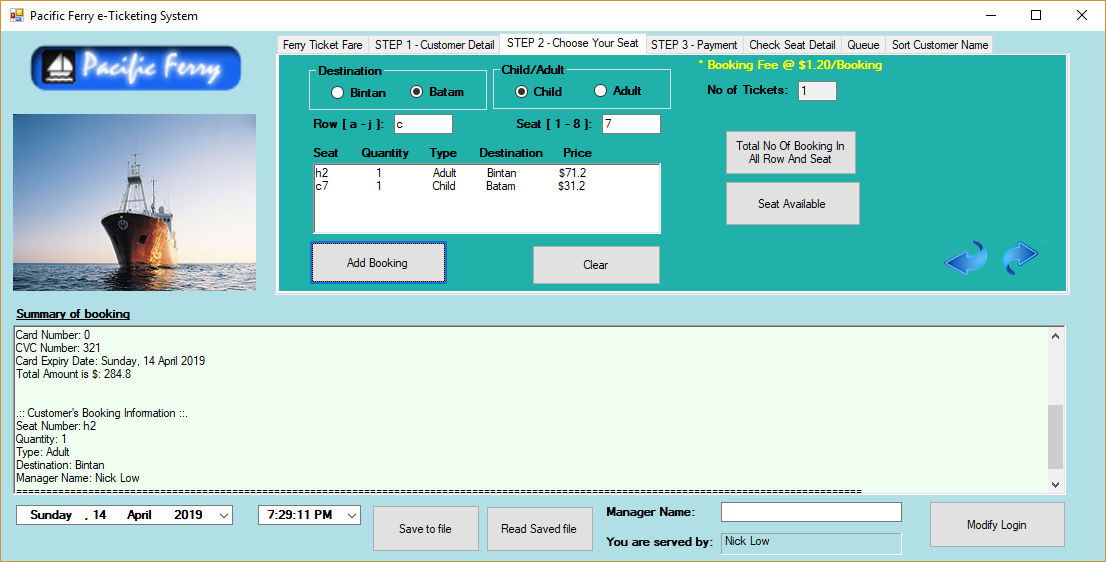 Pacific Ferry e-Ticketing System
Pacific Ferry
Ferry Ticket Fare STEP 1 - Customer Detail STEP 2 - Choose Your Seat STEP 3 - Payment Check Seat Detail Queue Sort Customer Name
* Booking Fee @ $1.20/Booking
Destination Child/Adult
Bintan Batam Child Adult No of Tickets: 1
Row [ a - j ]: c Seat [ 1 - 8 ]: 7
Seat Quantity Type Destination Price
h2 1 Adult Bintan $71.2
c7 1 Child Batam $31.2
Total No Of Booking In
All Row And Seat
Seat Available
Add Booking Clear
Summary of booking
Card Number: 0
CVC Number: 321
Card Expiry Date: Sunday, 14 April 2019
Total Amount is $: 284.8
.:: Customer's Booking Information ::.
Seat Number: h2
Quantity: 1
Type: Adult
Destination: Bintan
Manager Name: Nick Low
Sunday , 14 April 2019 7:29:11 PM Save to file Read Saved file Manager Name: Modify Login
You are served by: Nick Low